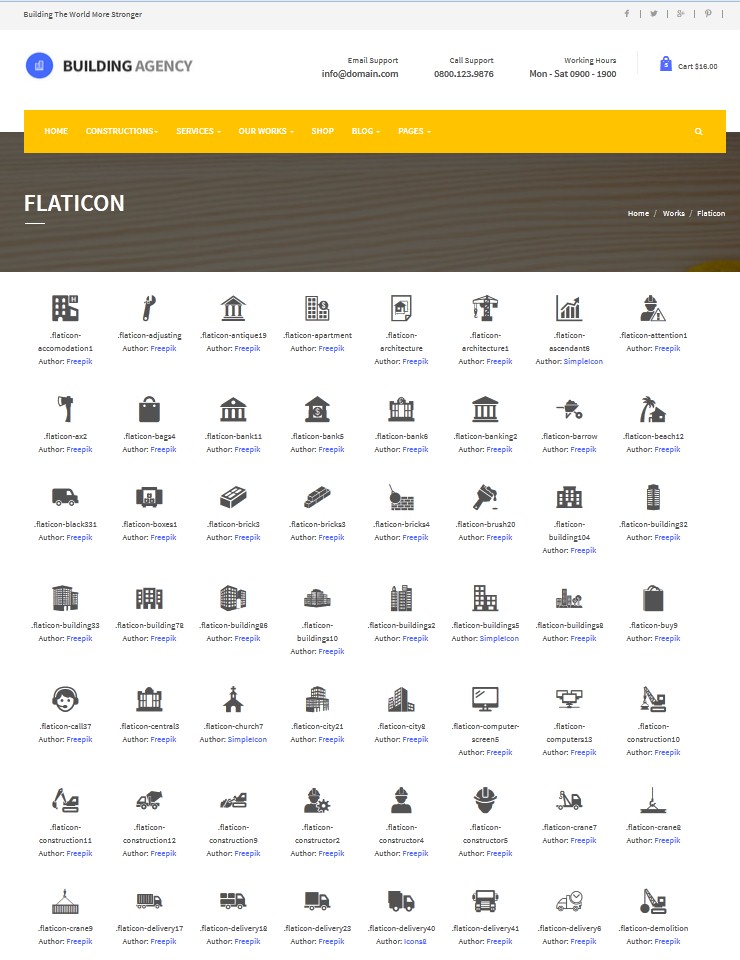 Building The World More Stronger
BUILDING AGENCY
Email Support
info@domain.com
Call Support
0800.123.9876
Working Hours
Mon - Sat 0900 - 1900
5
Cart $16.00
HOME CONSTRUCTIONS SERVICES OUR WORKS SHOP BLOG PAGES
FLATICON
Home / Works / Flaticon
.flaticon-accomodation1
Author: Freepik
.flaticon-adjusting
Author: Freepik
.flaticon-antique19
Author: Freepik
.flaticon-apartment
Author: Freepik
.flaticon-architecture
Author: Freepik
.flaticon-architecture1
Author: Freepik
.flaticon-ascendant6
Author: SimpleIcon
.flaticon-attention1
Author: Freepik
.flaticon-ax2
Author: Freepik
.flaticon-bags4
Author: Freepik
.flaticon-bank11
Author: Freepik
.flaticon-bank5
Author: Freepik
.flaticon-bank6
Author: Freepik
.flaticon-banking2
Author: Freepik
.flaticon-barrow
Author: Freepik
.flaticon-beach12
Author: Freepik
.flaticon-black331
Author: Freepik
.flaticon-boxes1
Author: Freepik
.flaticon-brick3
Author: Freepik
.flaticon-bricks3
Author: Freepik
.flaticon-bricks4
Author: Freepik
.flaticon-brush20
Author: Freepik
.flaticon-building104
Author: Freepik
.flaticon-building32
Author: Freepik
.flaticon-building33
Author: Freepik
.flaticon-building78
Author: Freepik
.flaticon-building86
Author: Freepik
.flaticon-buildings10
Author: Freepik
.flaticon-buildings2
Author: Freepik
.flaticon-buildings5
Author: SimpleIcon
.flaticon-buildings8
Author: Freepik
.flaticon-buy9
Author: Freepik
.flaticon-call37
Author: Freepik
.flaticon-central3
Author: Freepik
.flaticon-church7
Author: SimpleIcon
.flaticon-city21
Author: Freepik
.flaticon-city8
Author: Freepik
.flaticon-computer-screen5
Author: Freepik
.flaticon-computers13
Author: Freepik
.flaticon-construction10
Author: Freepik
.flaticon-construction11
Author: Freepik
.flaticon-construction12
Author: Freepik
.flaticon-construction9
Author: Freepik
.flaticon-constructor2
Author: Freepik
.flaticon-constructor4
Author: Freepik
.flaticon-constructor5
Author: Freepik
.flaticon-crane7
Author: Freepik
.flaticon-crane8
Author: Freepik
.flaticon-crane9
Author: Freepik
.flaticon-delivery17
Author: Freepik
.flaticon-delivery18
Author: Freepik
.flaticon-delivery23
Author: Freepik
.flaticon-delivery40
Author: Icons8
.flaticon-delivery41
Author: Freepik
.flaticon-delivery6
Author: Freepik
.flaticon-demolition
Author: Freepik